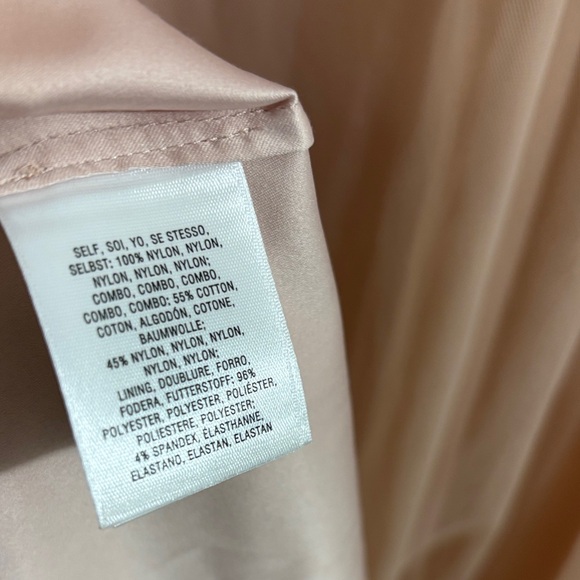 SELF, SOI, YO, SE STESSO,
SELBST: 100% NYLON, NYLON,
NYLON, NYLON, NYLON;
COMBO, COMBO, COMBO,
COMBO, COMBO: 55% COTTON,
COTON, ALGODÓN, COTONE,
BAUMWOLLE;
45% NYLON, NYLON, NYLON,
NYLON, NYLON;
LINING, DOUBLURE, FORRO,
FODERA, FUTTERSTOFF: 96%
POLYESTER, POLYESTER, POLIÉSTER,
POLIESTERE, POLYESTER;
4% SPANDEX, ÉLASTHANNE,
ELASTANO, ELASTAN, ELASTAN